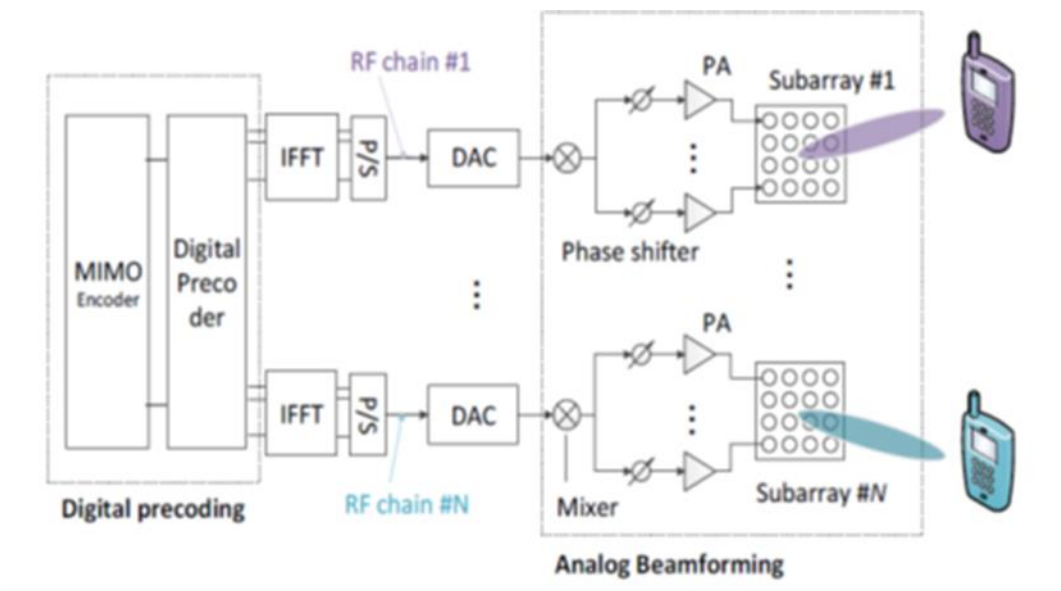 RF chain #1
PA
Subarray #1
IFFT
P/S
DAC
MIMO
Encoder
Digital
Preco
der
Phase shifter
PA
IFFT
P/S
DAC
RF chain #N
Mixer
Subarray #N
Digital precoding
Analog Beamforming